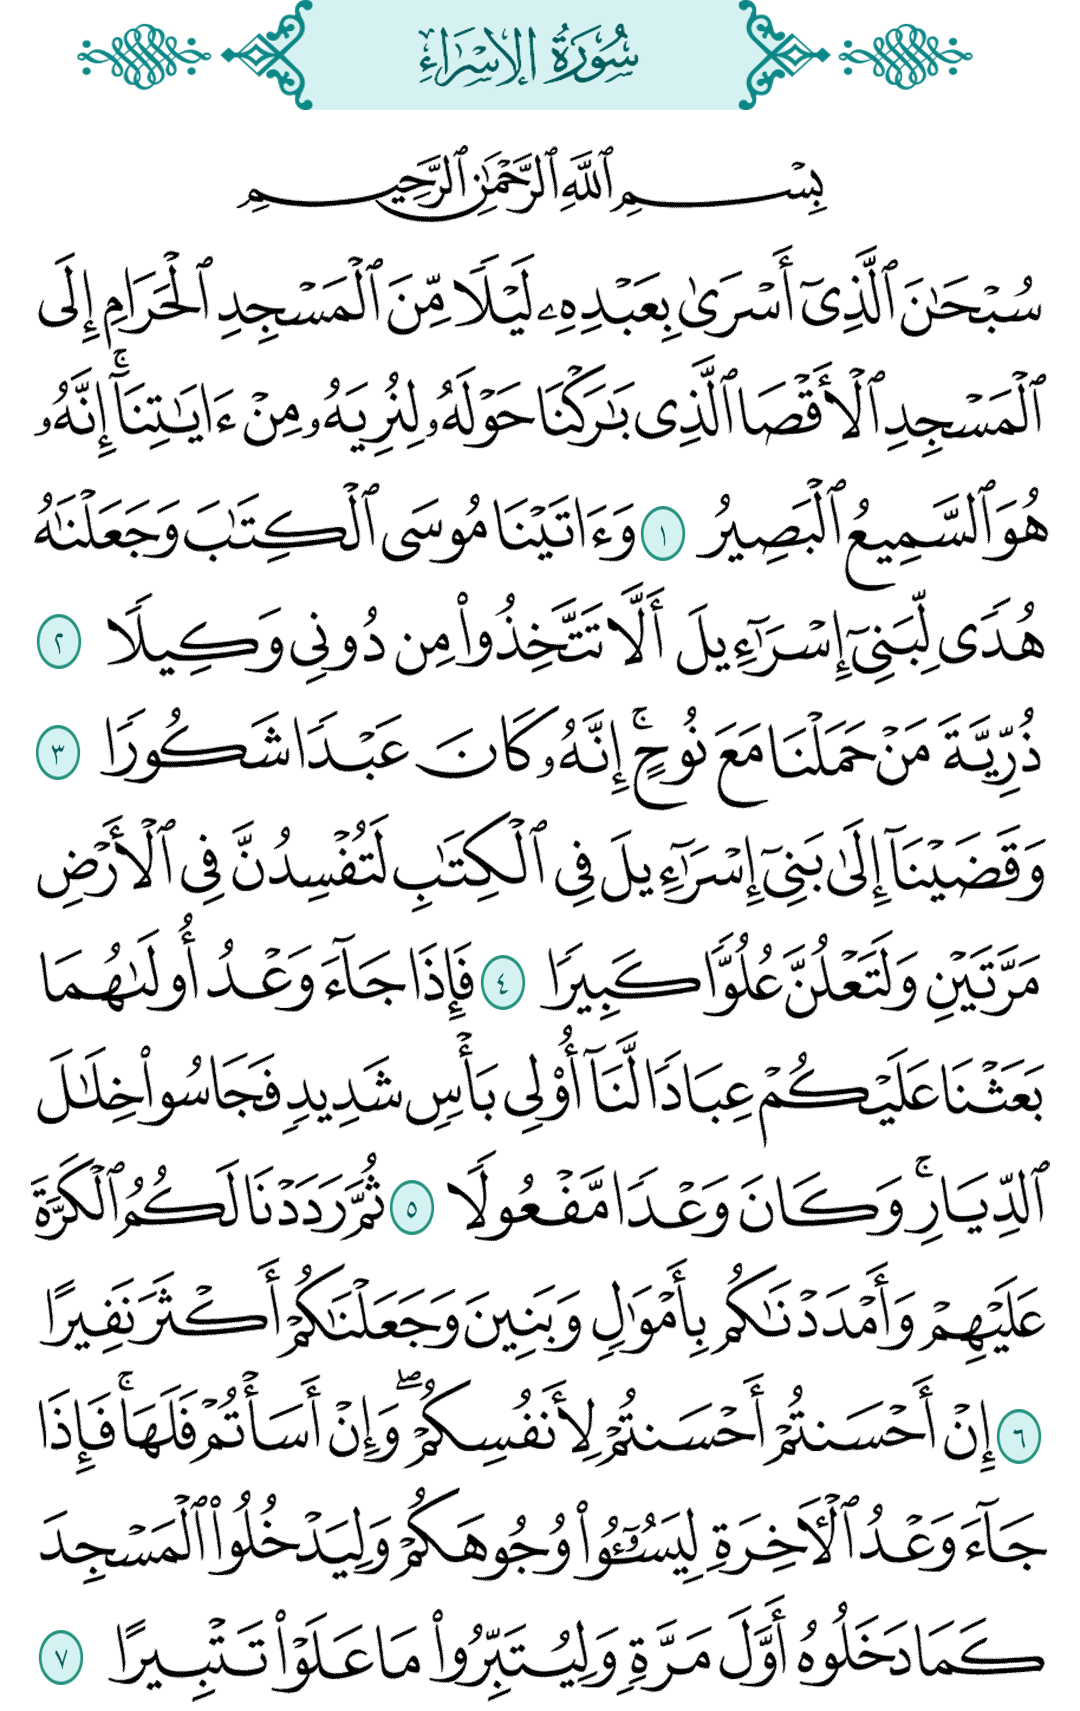 سُورَةُ الإِسْرَاءِ
بِسْمِ ٱللَّهِ ٱلرَّحْمَٰنِ ٱلرَّحِيمِ
سُبْحَٰنَ ٱلَّذِىٓ أَسْرَىٰ بِعَبْدِهِۦ لَيْلًا مِّنَ ٱلْمَسْجِدِ ٱلْحَرَامِ إِلَى
ٱلْمَسْجِدِ ٱلْأَقْصَا ٱلَّذِى بَٰرَكْنَا حَوْلَهُۥ لِنُرِيَهُۥ مِنْ ءَايَٰتِنَآ ۚ إِنَّهُۥ
هُوَ ٱلسَّمِيعُ ٱلْبَصِيرُ ١ وَءَاتَيْنَا مُوسَى ٱلْكِتَٰبَ وَجَعَلْنَٰهُ
هُدًى لِّبَنِىٓ إِسْرَٰٓءِيلَ أَلَّا تَتَّخِذُوا۟ مِن دُونِى وَكِيلًا ٢
ذُرِّيَّةَ مَنْ حَمَلْنَا مَعَ نُوحٍ ۚ إِنَّهُۥ كَانَ عَبْدًا شَكُورًا ٣
وَقَضَيْنَآ إِلَىٰ بَنِىٓ إِسْرَٰٓءِيلَ فِى ٱلْكِتَٰبِ لَتُفْسِدُنَّ فِى ٱلْأَرْضِ
مَرَّتَيْنِ وَلَتَعْلُنَّ عُلُوًّا كَبِيرًا ٤ فَإِذَا جَآءَ وَعْدُ أُولَىٰهُمَا
بَعَثْنَا عَلَيْكُمْ عِبَادًا لَّنَآ أُو۟لِى بَأْسٍ شَدِيدٍ فَجَاسُوا۟ خِلَٰلَ
ٱلدِّيَارِ ۚ وَكَانَ وَعْدًا مَّفْعُولًا ٥ ثُمَّ رَدَدْنَا لَكُمُ ٱلْكَرَّةَ
عَلَيْهِمْ وَأَمْدَدْنَٰكُم بِأَمْوَٰلٍ وَبَنِينَ وَجَعَلْنَٰكُمْ أَكْثَرَ نَفِيرًا
٦ إِنْ أَحْسَنتُمْ أَحْسَنتُمْ لِأَنفُسِكُمْ ۖ وَإِنْ أَسَأْتُمْ فَلَهَا ۚ فَإِذَا
جَآءَ وَعْدُ ٱلْـَٔاخِرَةِ لِيَسُـۥٓـُٔوا۟ وُجُوهَكُمْ وَلِيَدْخُلُوا۟ ٱلْمَسْجِدَ
كَمَا دَخَلُوهُ أَوَّلَ مَرَّةٍ وَلِيُتَبِّرُوا۟ مَا عَلَوْا۟ تَتْبِيرًا ٧